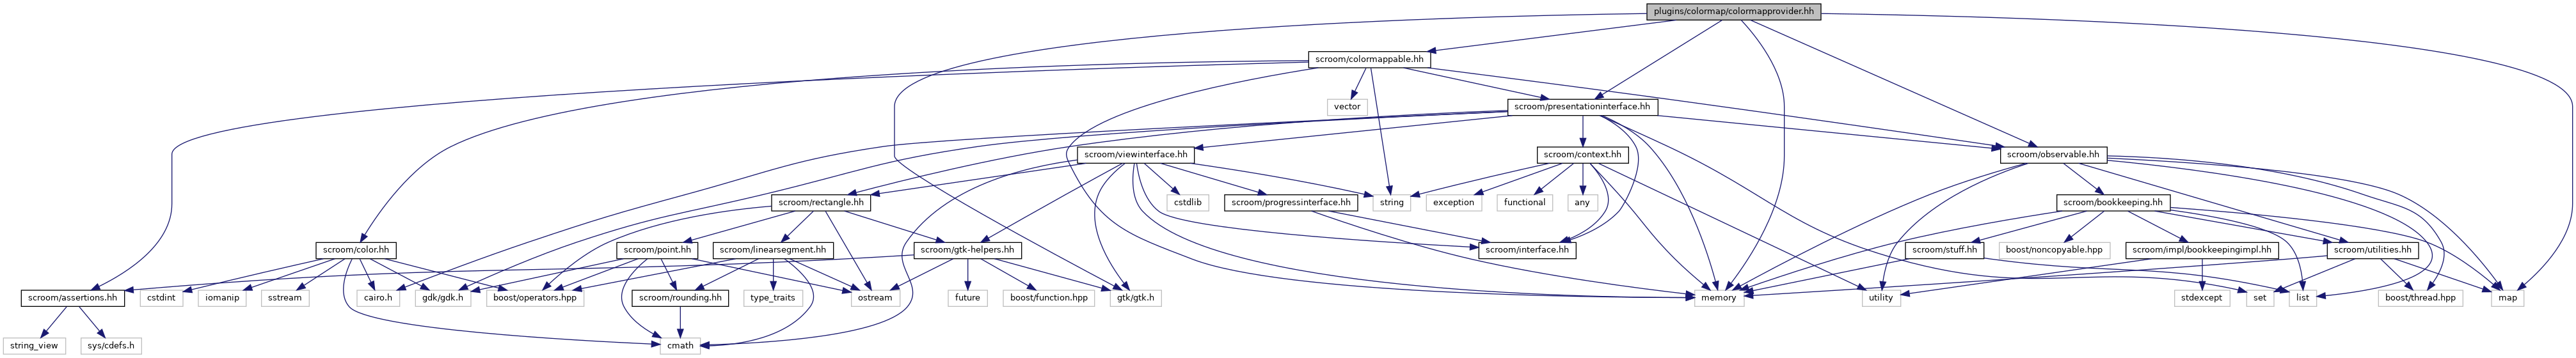 plugins/colormap/colormapprovider.hh
scroom/colormappable.hh
vector
scroom/presentationinterface.hh
scroom/viewinterface.hh
scroom/context.hh
scroom/observable.hh
scroom/rectangle.hh
cstdlib
scroom/progressinterface.hh
string
exception
functional
any
scroom/bookkeeping.hh
scroom/color.hh
scroom/point.hh
scroom/linearsegment.hh
scroom/gtk-helpers.hh
scroom/interface.hh
scroom/stuff.hh
boost/noncopyable.hpp
scroom/impl/bookkeepingimpl.hh
scroom/utilities.hh
scroom/assertions.hh
cstdint
iomanip
sstream
cairo.h
gdk/gdk.h
boost/operators.hpp
scroom/rounding.hh
type_traits
ostream
future
boost/function.hpp
gtk/gtk.h
memory
utility
stdexcept
set
list
boost/thread.hpp
map
string_view
sys/cdefs.h
cmath